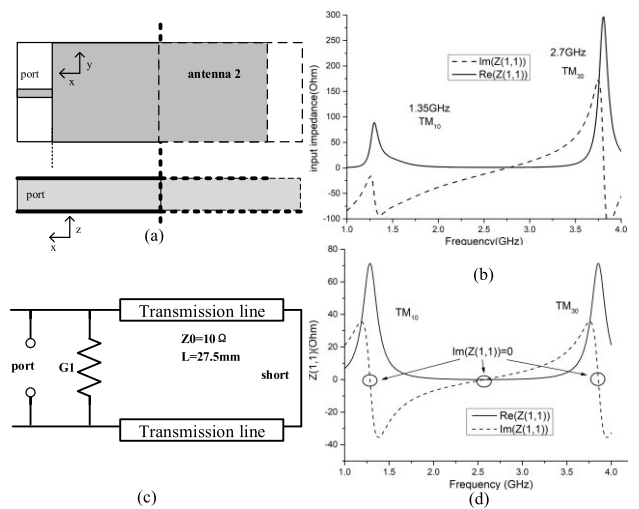 port
y
x
antenna 2
port
z
x
(a)
300
250
200
150
100
50
0
-50
-100
input impedance(Ohm)
Im(Z(1,1))
Re(Z(1,1))
2.7GHz
TM30
1.35GHz
TM10
1.0 1.5 2.0 2.5 3.0 3.5 4.0
Frequency(GHz)
(b)
Transmission line
Z0=10Ω
L=27.5mm
port
G1
short
Transmission line
(c)
80
60
40
20
0
-20
-40
Z(1,1)(Ohm)
TM10
TM30
Im(Z(1,1))=0
Re(Z(1,1))
Im(Z(1,1))
1.0 1.5 2.0 2.5 3.0 3.5 4.0
Frequency (GHz)
(d)